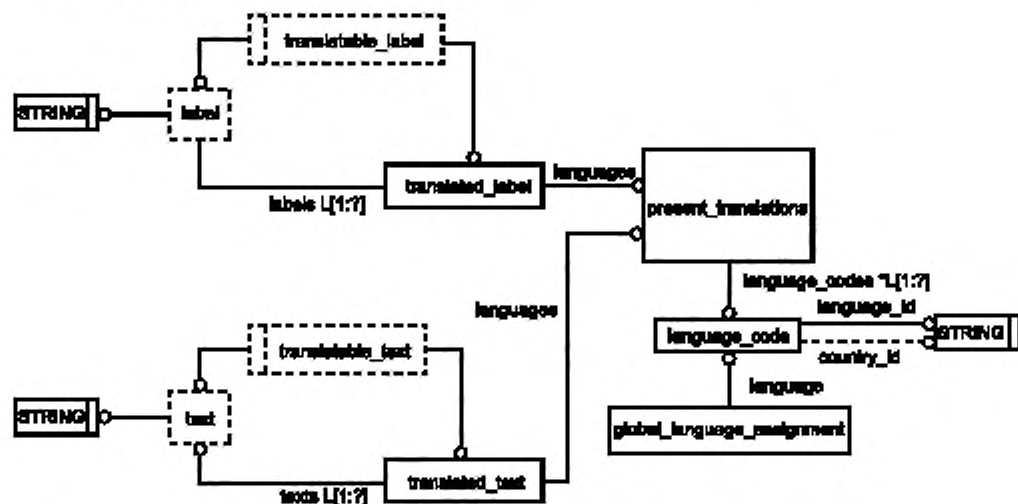 translatable_label
STRING
label
translated_label
languages
labels L[1:?]
present_translations
language_codes *L[1:?]
languages
language_id
language_code
STRING
country_id
translatable_text
language
STRING
text
global_language_assignment
translated_text
texts L[1:?]